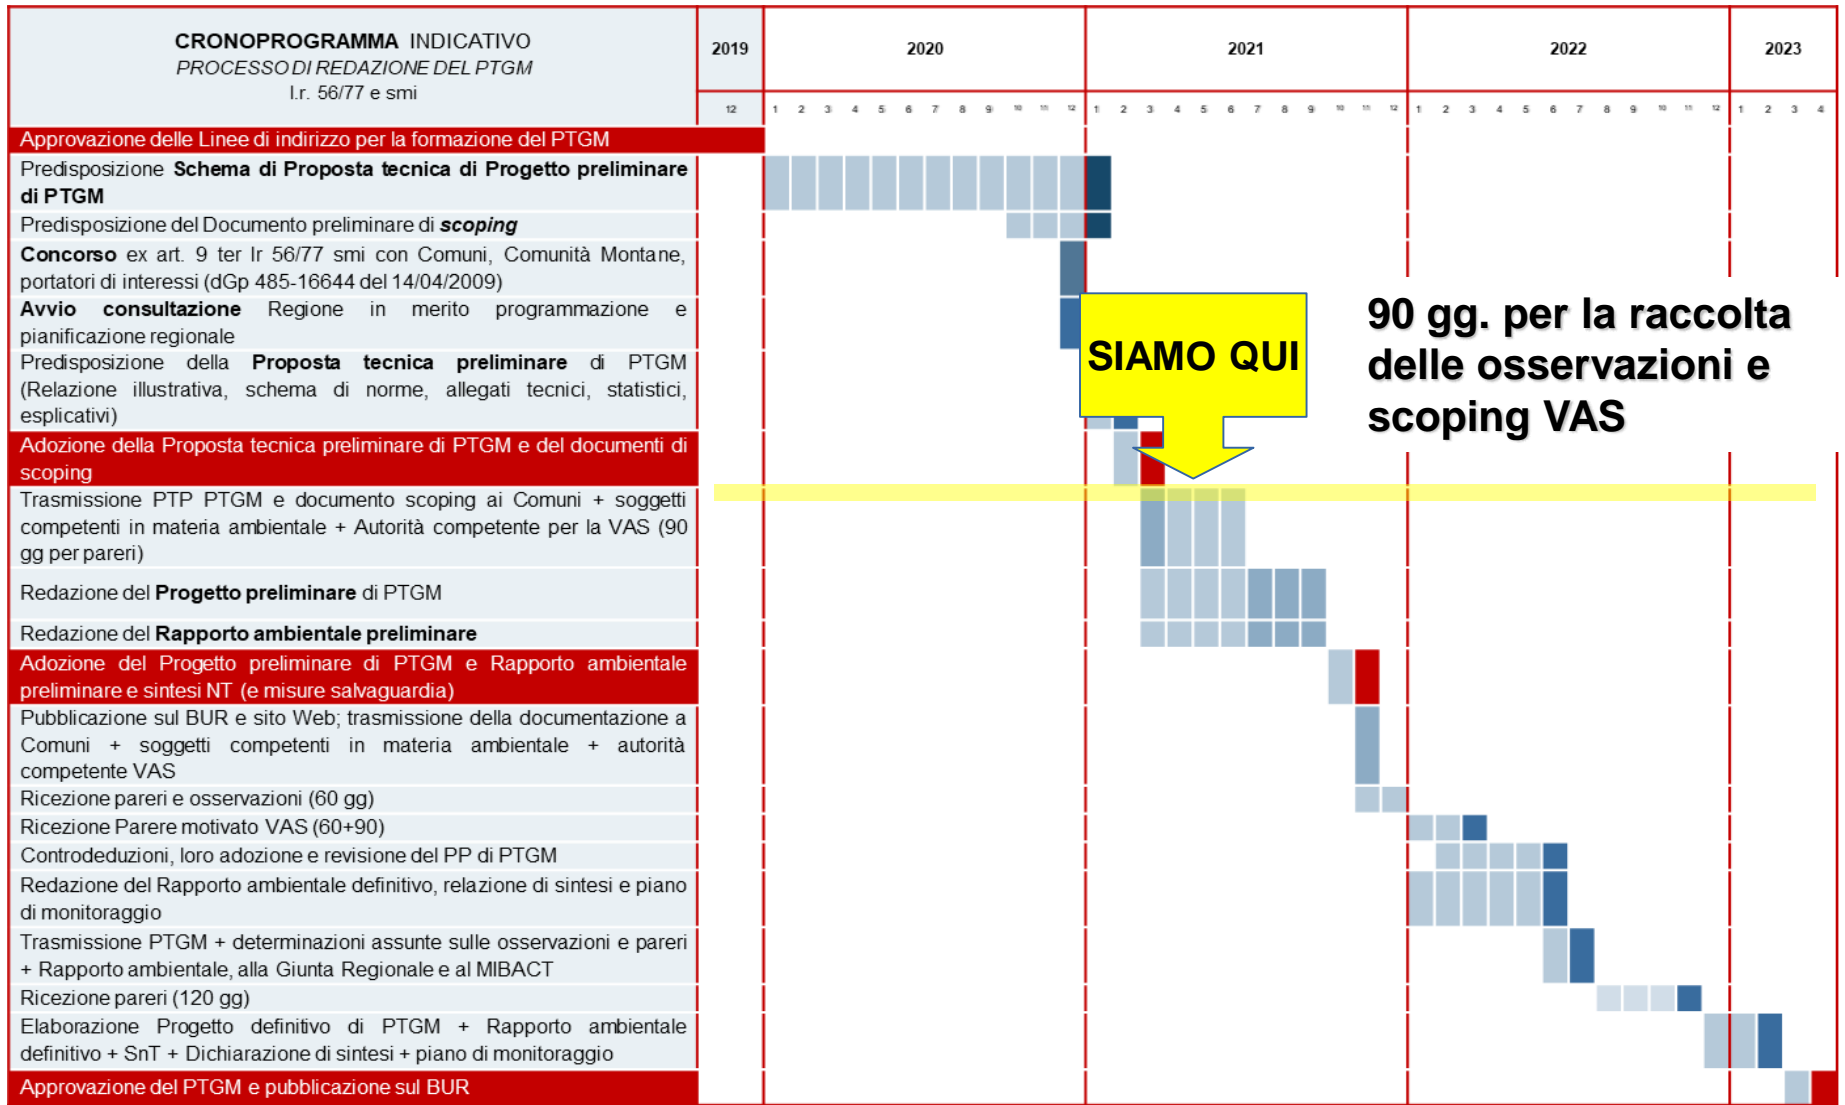 CRONOPROGRAMMA INDICATIVO
PROCESSO DI REDAZIONE DEL PTGM
l.r. 56/77 e smi
2019 2020 2021 2022 2023
12 1 2 3 4 5 6 7 8 9 10 11 12 1 2 3 4 5 6 7 8 9 10 11 12 1 2 3 4 5 6 7 8 9 10 11 12 1 2 3 4
Approvazione delle Linee di indirizzo per la formazione del PTGM
Predisposizione Schema di Proposta tecnica di Progetto preliminare
di PTGM
Predisposizione del Documento preliminare di scoping
Concorso ex art. 9 ter lr 56/77 smi con Comuni, Comunità Montane,
portatori di interessi (dGp 485-16644 del 14/04/2009)
Avvio consultazione Regione in merito programmazione e
pianificazione regionale
Predisposizione della Proposta tecnica preliminare di PTGM
(Relazione illustrativa, schema di norme, allegati tecnici, statistici,
esplicativi)
SIAMO QUI
90 gg. per la raccolta
delle osservazioni e
scoping VAS
Adozione della Proposta tecnica preliminare di PTGM e del documenti di
scoping
Trasmissione PTP PTGM e documento scoping ai Comuni + soggetti
competenti in materia ambientale + Autorità competente per la VAS (90
gg per pareri)
Redazione del Progetto preliminare di PTGM
Redazione del Rapporto ambientale preliminare
Adozione del Progetto preliminare di PTGM e Rapporto ambientale
preliminare e sintesi NT (e misure salvaguardia)
Pubblicazione sul BUR e sito Web; trasmissione della documentazione a
Comuni + soggetti competenti in materia ambientale + autorità
competente VAS
Ricezione pareri e osservazioni (60 gg)
Ricezione Parere motivato VAS (60+90)
Controdeduzioni, loro adozione e revisione del PP di PTGM
Redazione del Rapporto ambientale definitivo, relazione di sintesi e piano
di monitoraggio
Trasmissione PTGM + determinazioni assunte sulle osservazioni e pareri
+ Rapporto ambientale, alla Giunta Regionale e al MIBACT
Ricezione pareri (120 gg)
Elaborazione Progetto definitivo di PTGM + Rapporto ambientale
definitivo + SnT + Dichiarazione di sintesi + piano di monitoraggio
Approvazione del PTGM e pubblicazione sul BUR